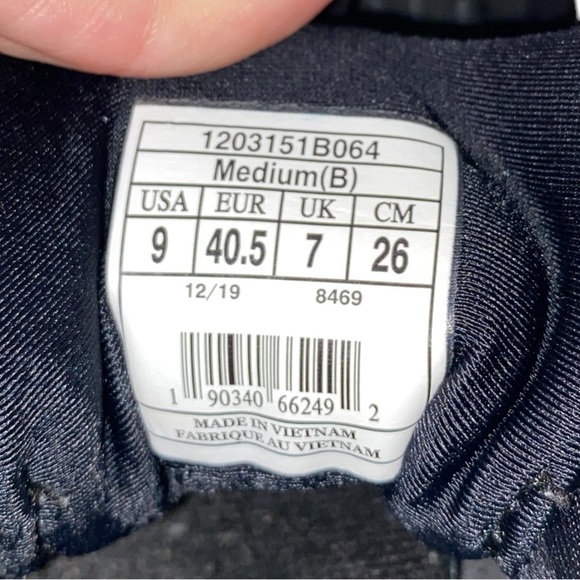 1203151B064
Medium(B)
USA EUR UK CM
9 40.5 7 26
12/19 8469
1 90340 66249 2
MADE IN VIETNAM
FABRIQUE AU VIETNAM